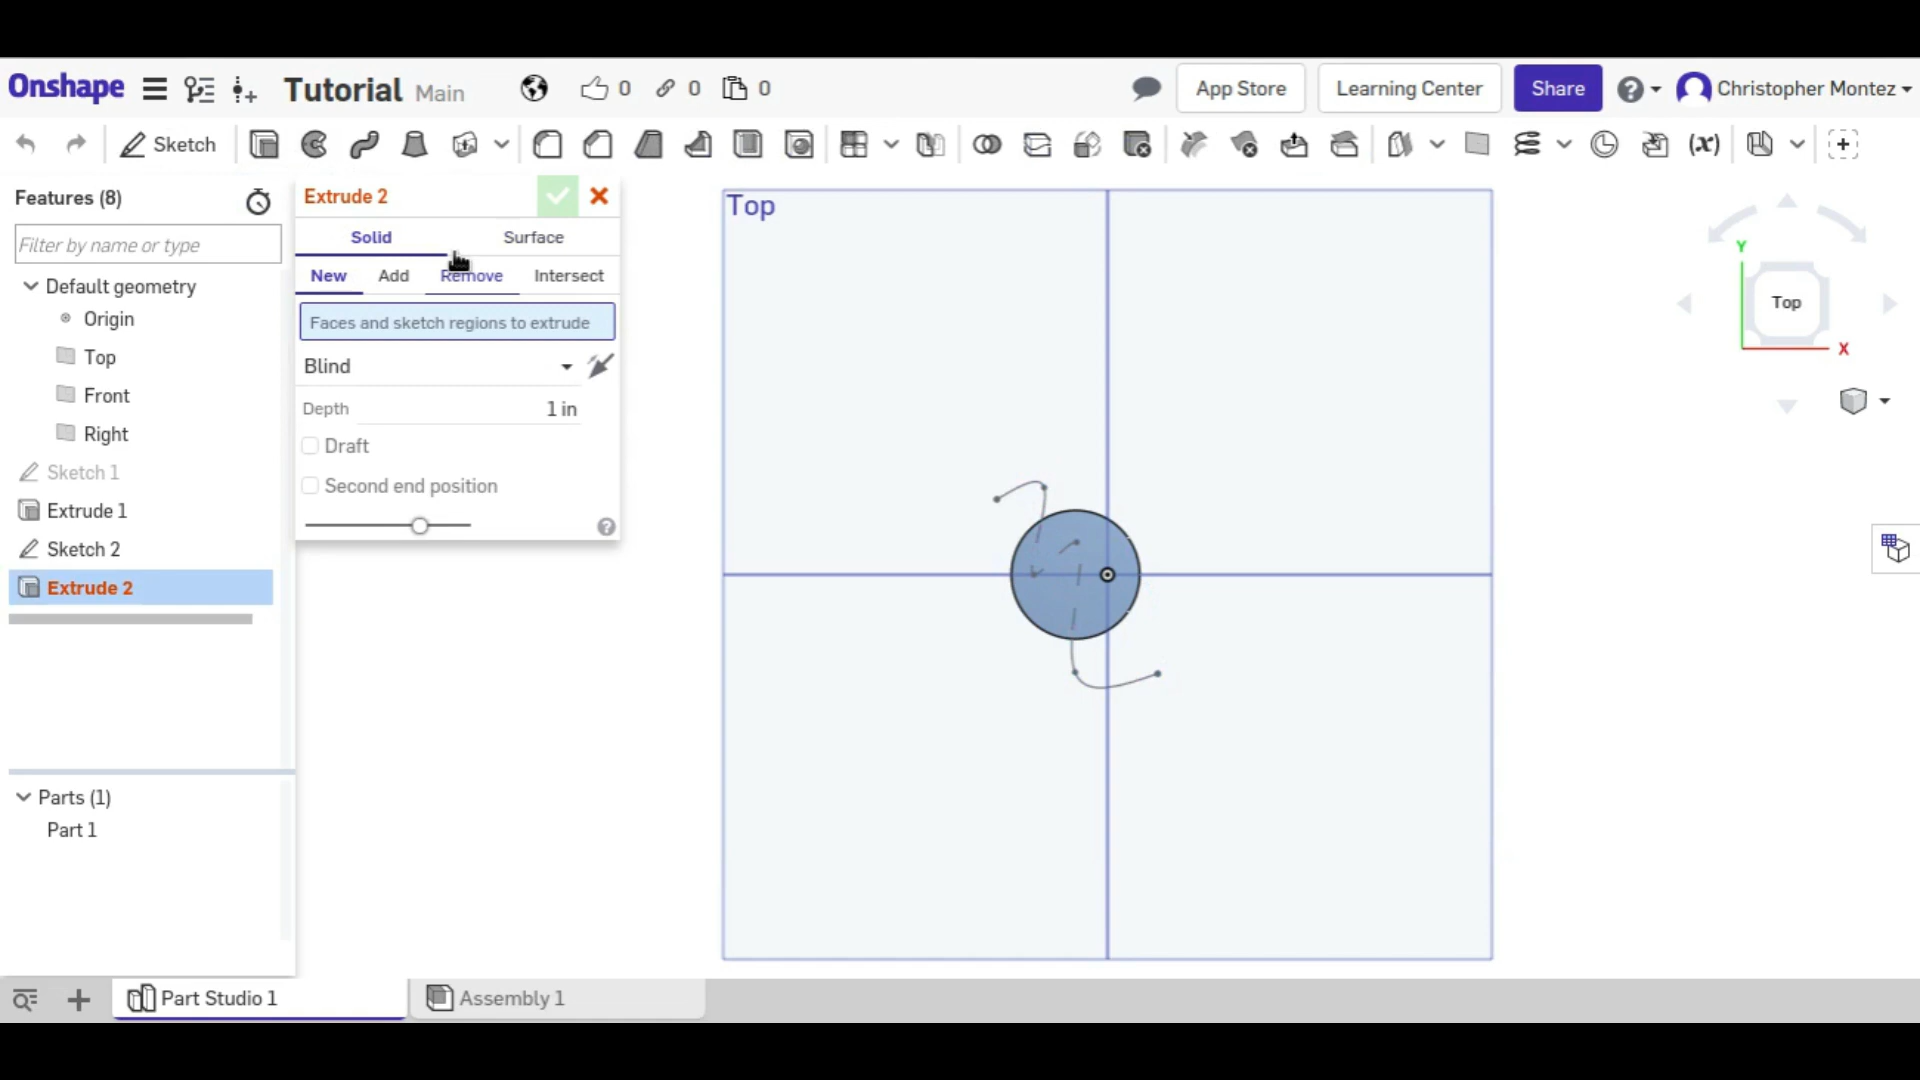 Onshape Tutorial Main 0 0 0 App Store Learning Center Share Christopher Montez
Sketch (x)
Features (8)
Filter by name or type
Default geometry
Origin
Top
Front
Right
Sketch 1
Extrude 1
Sketch 2
Extrude 2
Parts (1)
Part 1
Extrude 2
Solid Surface
New Add Remove Intersect
Faces and sketch regions to extrude
Blind
Depth 1 in
Draft
Second end position
Top
Y
Top
X
Part Studio 1 Assembly 1